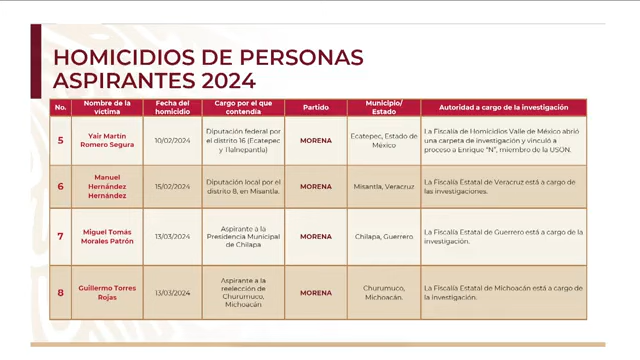 HOMICIDIOS DE PERSONAS
ASPIRANTES 2024
No.
Nombre de la
víctima
Fecha del
homicidio
Cargo por el que
contendía
Partido
Municipio/
Estado
Autoridad a cargo de la investigación
5
Yair Martín
Romero Segura
10/02/2024
Diputación federal por
el distrito 16 (Ecatepec
y Tlalnepantla)
MORENA
Ecatepec, Estado de
México
La Fiscalía de Homicidios Valle de México abrió
una carpeta de investigación y vinculó a
proceso a Enrique "N", miembro de la USON.
6
Manuel
Hernández
Hernández
15/02/2024
Diputación local por el
distrito 8, en Misantla.
MORENA
Misantla, Veracruz
La Fiscalía Estatal de Veracruz está a cargo de
las investigaciones.
7
Miguel Tomás
Morales Patrón
13/03/2024
Aspirante a la
Presidencia Municipal
de Chilapa
MORENA
Chilapa, Guerrero
La Fiscalía Estatal de Guerrero está a cargo de la
investigación.
8
Guillermo Torres
Rojas
13/03/2024
Aspirante a la
reelección de
Churumuco,
Michoacán
MORENA
Churumuco,
Michoacán.
La Fiscalía Estatal de Michoacán está a cargo de
la investigación.